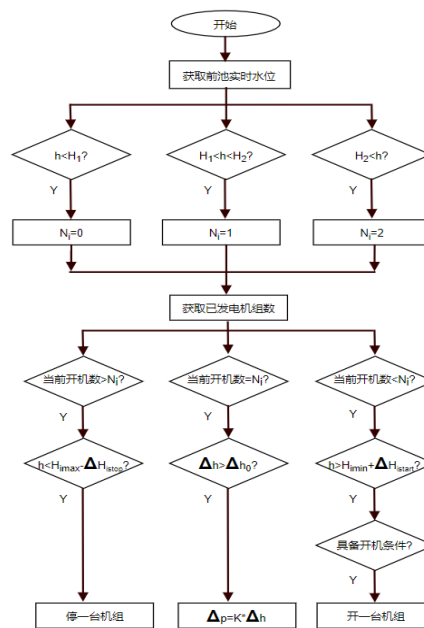 开始
获取前池实时水位
h<H₁?
H₁<h<H₂?
H₂<h?
Y
Y
Y
Nᵢ=0
Nᵢ=1
Nᵢ=2
获取已发电机组数
当前开机数>Nᵢ?
当前开机数=Nᵢ?
当前开机数<Nᵢ?
Y
Y
Y
h<Himax-ΔHistop?
Δh>Δh₀?
h>Himin+ΔHistart?
Y
Y
Y
具备开机条件?
Y
停一台机组
Δp=K*Δh
开一台机组